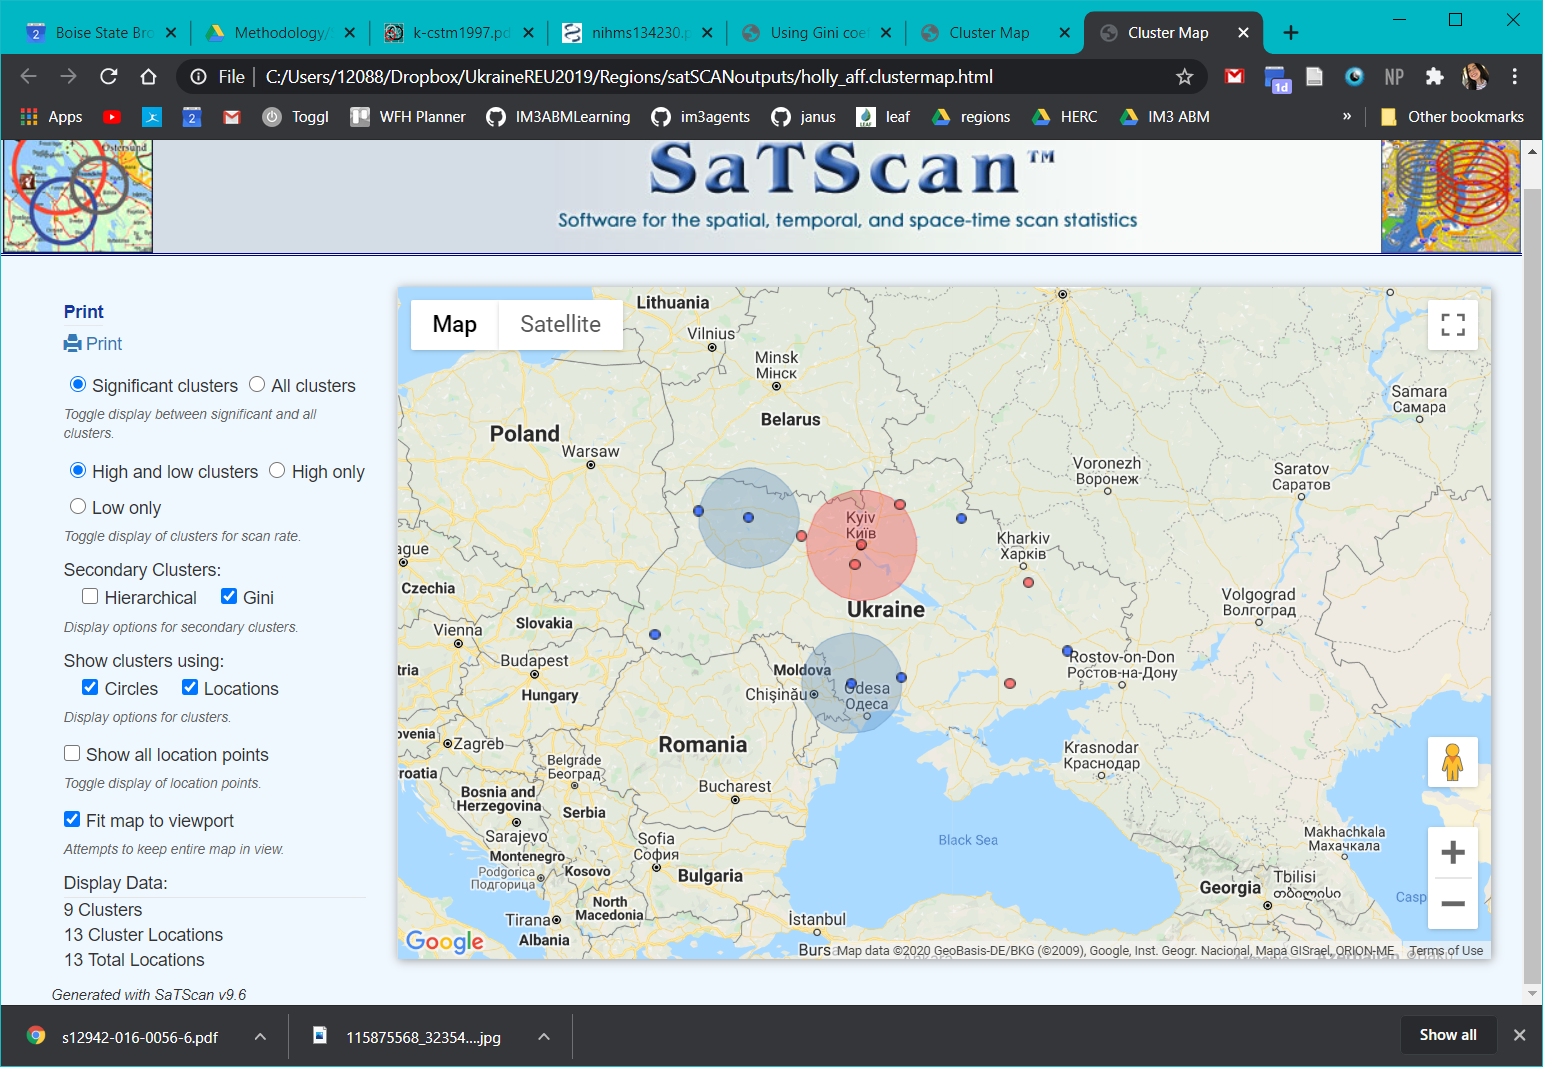 Boise State Bro
Methodology/
k-cstm1997.pd
nihms134230.p
Using Gini coe
Cluster Map
Cluster Map
File
C:/Users/12088/Dropbox/UkraineREU2019/Regions/satSCANoutputs/holly_aff.clustermap.html
1d
NP
Apps
2
Toggl
WFH Planner
IM3ABMLearning
im3agents
janus
leaf
regions
HERC
IM3 ABM
»
Other bookmarks
SaTScan™
Software for the spatial, temporal, and space-time scan statistics
Print
Print
Significant clusters
All clusters
Toggle display between significant and all
clusters.
High and low clusters
High only
Low only
Toggle display of clusters for scan rate.
Secondary Clusters:
Hierarchical
Gini
Display options for secondary clusters.
Show clusters using:
Circles
Locations
Display options for clusters.
Show all location points
Toggle display of location points.
Fit map to viewport
Attempts to keep entire map in view.
Display Data:
9 Clusters
13 Cluster Locations
13 Total Locations
Generated with SaTScan v9.6
Map
Satellite
Lithuania
Vilnius
Minsk
Мінск
Belarus
Samara
Самара
Poland
Warsaw
Voronezh
Воронеж
Saratov
Саратов
Kyiv
Київ
Kharkiv
Харків
ague
Czechia
Ukraine
Volgograd
Волгоград
Slovakia
Vienna
tria
Budapest
Hungary
Moldova
Chișinău
Odesa
Одеса
Rostov-on-Don
Ростов-на-Дону
ovenia
Zagreb
Romania
Krasnodar
Краснодар
roatia
Belgrade
Београд
Bucharest
Bosnia and
Herzegovina
Serbia
Sarajevo
Sofia
София
Black Sea
Makhachkala
Махачкала
Montenegro
Podgorica
Подгорица
Kosovo
Bulgaria
Georgia
Tbilisi
თბილისი
Casp
North
Macedonia
Tirana
Albania
İstanbul
Burs
Google
Map data ©2020 GeoBasis-DE/BKG (©2009), Google, Inst. Geogr. Nacional, Mapa GISrael, ORION-ME
Terms of Use
s12942-016-0056-6.pdf
115875568_32354....jpg
Show all